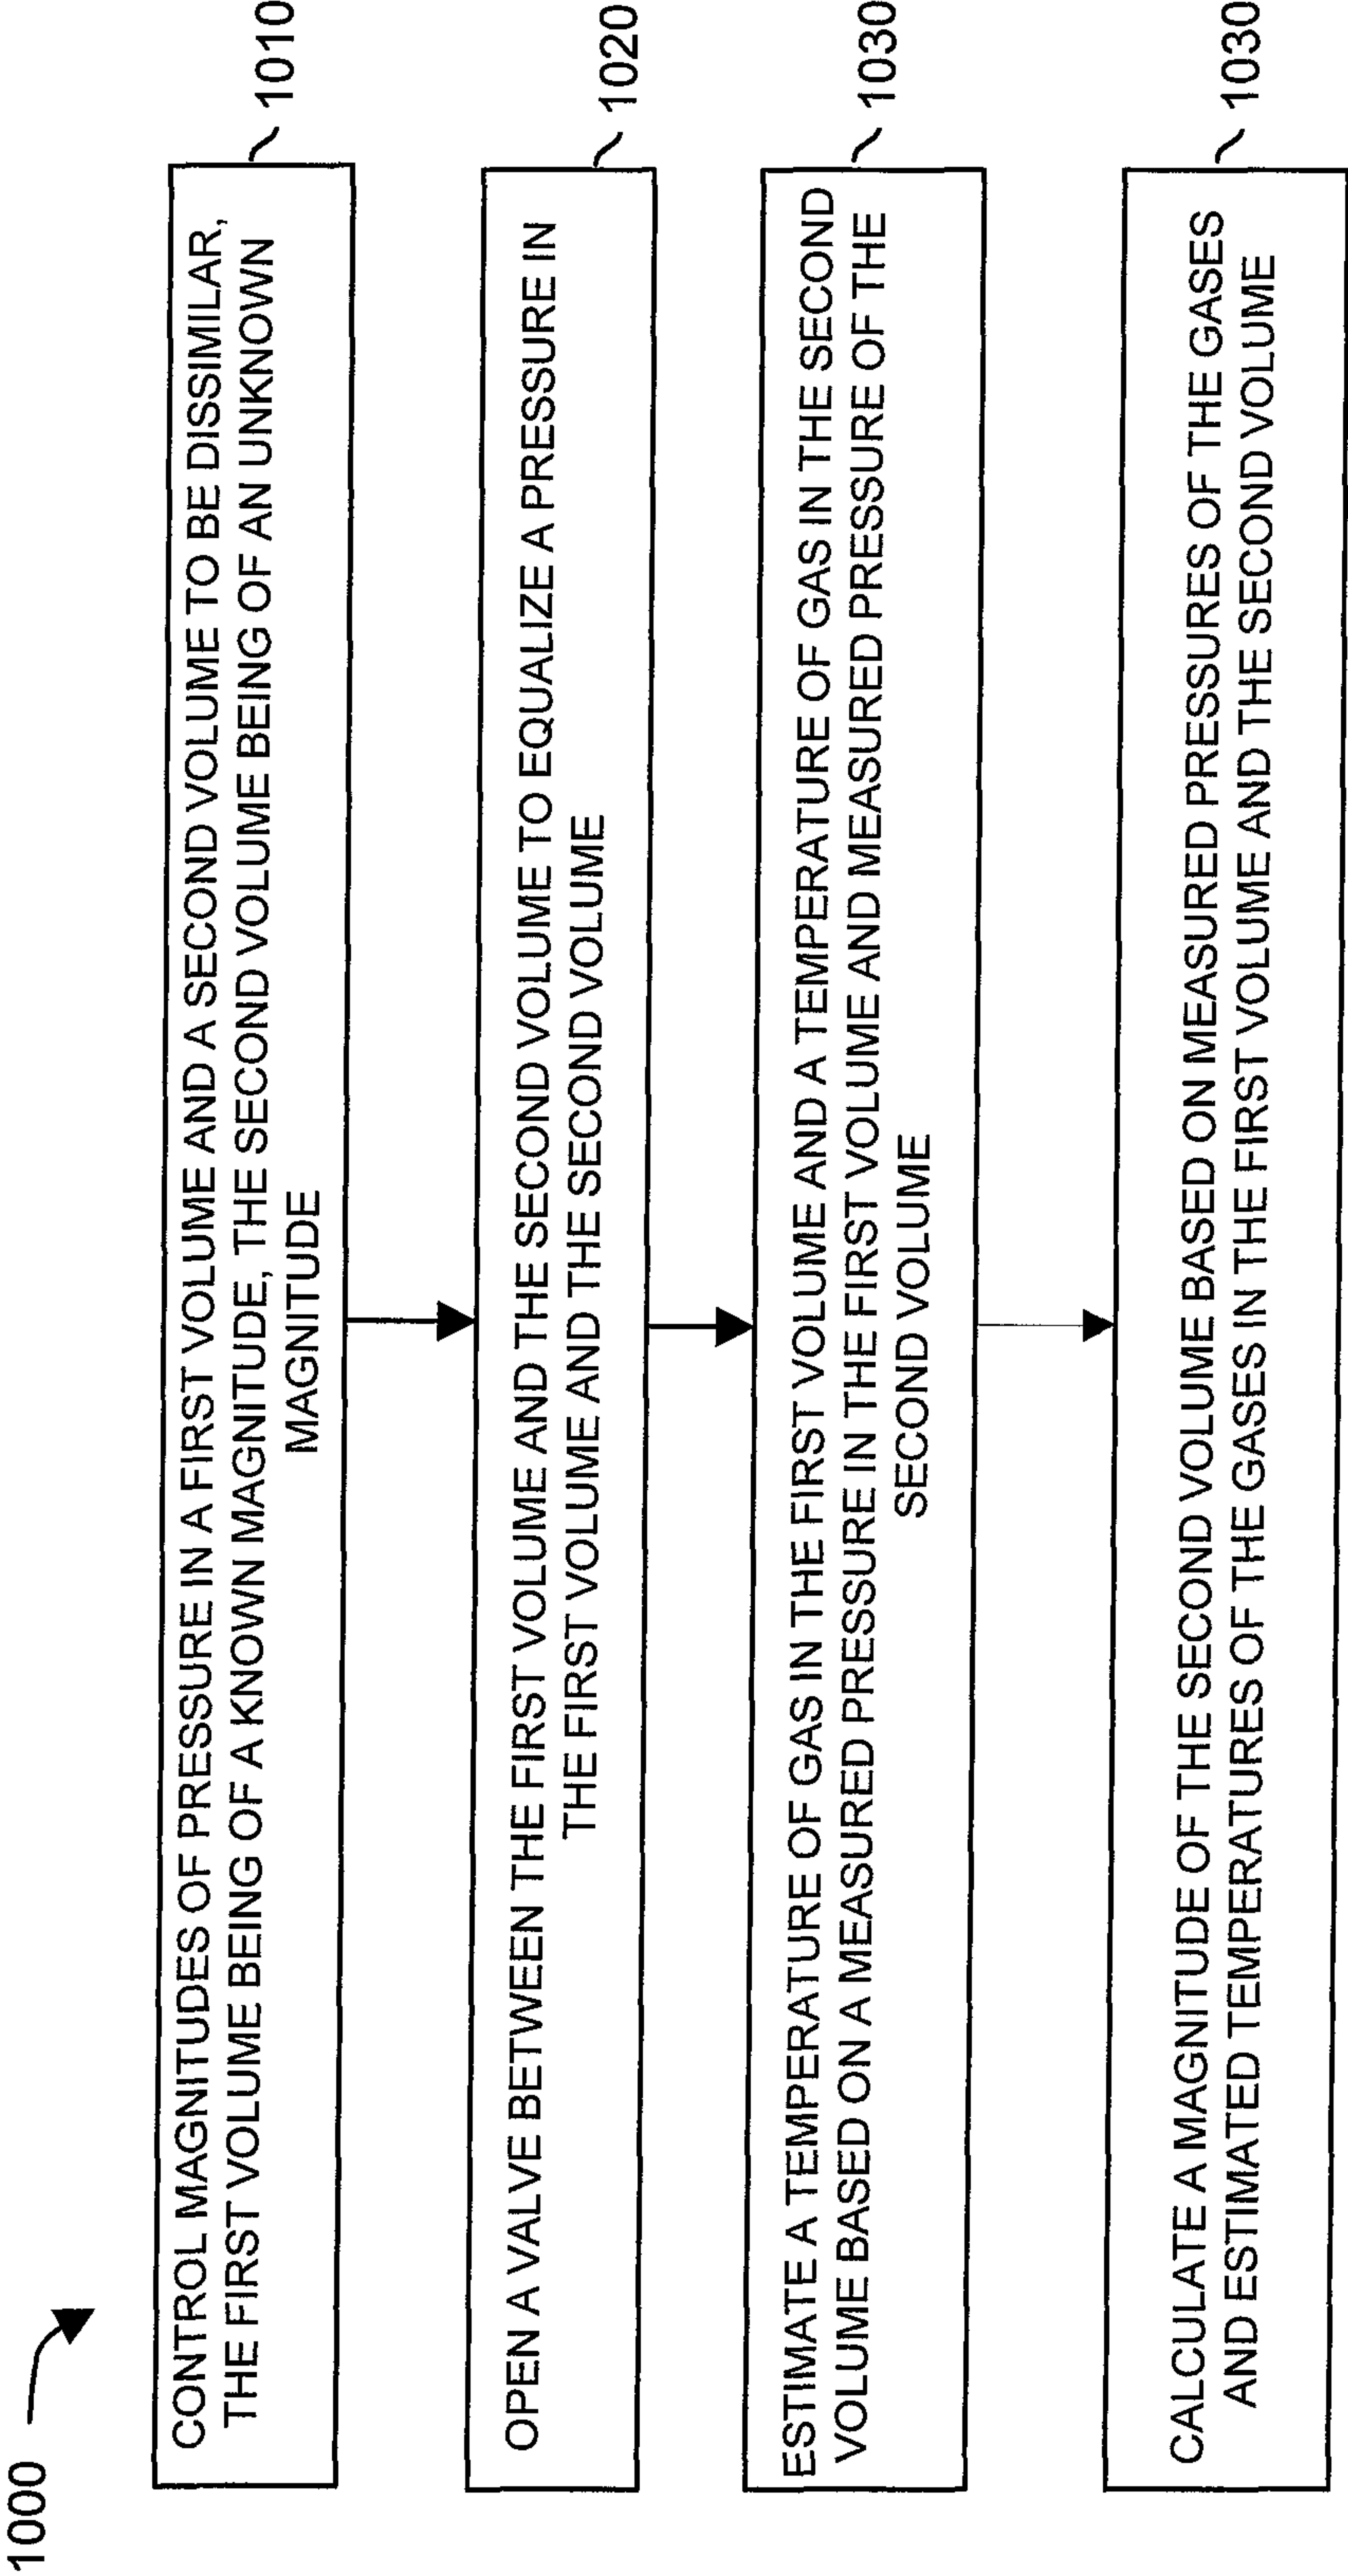 1000
CONTROL MAGNITUDES OF PRESSURE IN A FIRST VOLUME AND A SECOND VOLUME TO BE DISSIMILAR,
THE FIRST VOLUME BEING OF A KNOWN MAGNITUDE, THE SECOND VOLUME BEING OF AN UNKNOWN
MAGNITUDE
1010
OPEN A VALVE BETWEEN THE FIRST VOLUME AND THE SECOND VOLUME TO EQUALIZE A PRESSURE IN
THE FIRST VOLUME AND THE SECOND VOLUME
1020
ESTIMATE A TEMPERATURE OF GAS IN THE FIRST VOLUME AND A TEMPERATURE OF GAS IN THE SECOND
VOLUME BASED ON A MEASURED PRESSURE IN THE FIRST VOLUME AND MEASURED PRESSURE OF THE
SECOND VOLUME
1030
CALCULATE A MAGNITUDE OF THE SECOND VOLUME BASED ON MEASURED PRESSURES OF THE GASES
AND ESTIMATED TEMPERATURES OF THE GASES IN THE FIRST VOLUME AND THE SECOND VOLUME
1030